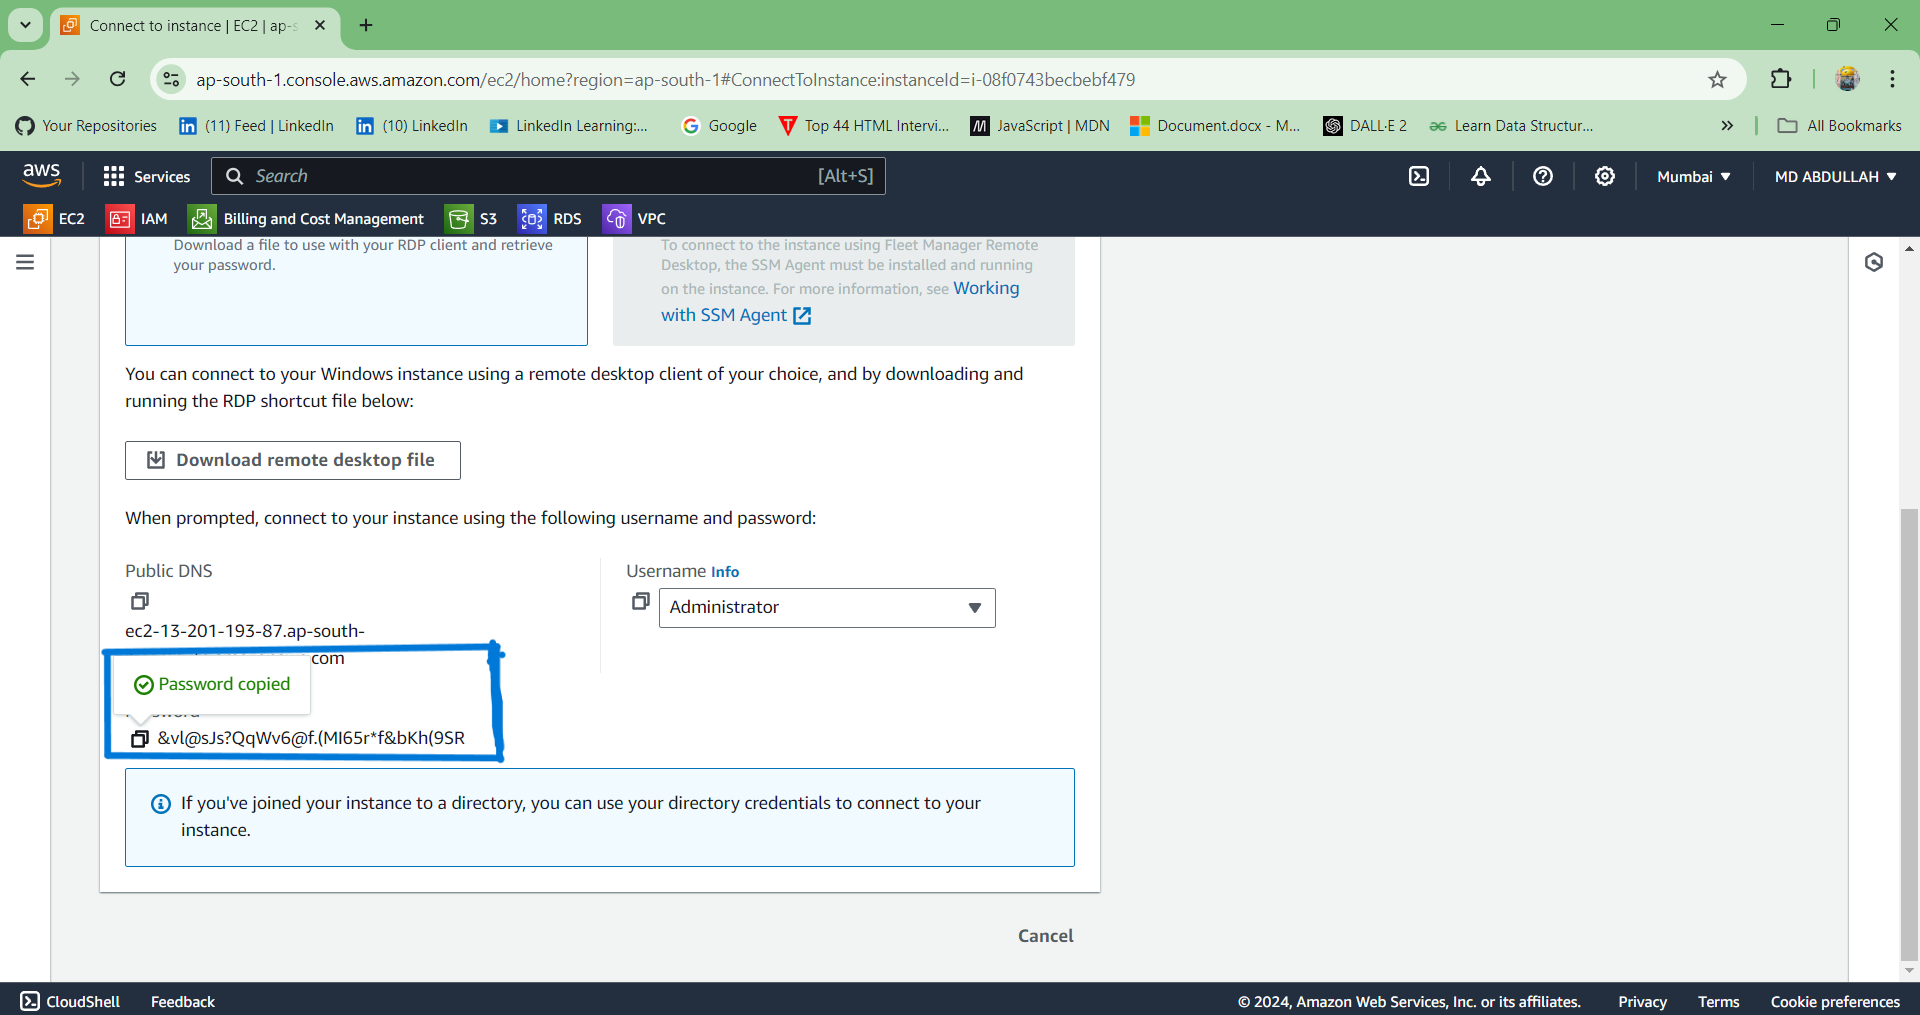 Connect to instance | EC2 | ap-s
ap-south-1.console.aws.amazon.com/ec2/home?region=ap-south-1#ConnectToInstance:instanceId=i-08f0743becbebf479
Your Repositories
(11) Feed | LinkedIn
(10) LinkedIn
LinkedIn Learning:...
Google
Top 44 HTML Intervi...
JavaScript | MDN
Document.docx - M...
DALL·E 2
Learn Data Structur...
All Bookmarks
aws
Services
Search
[Alt+S]
Mumbai
MD ABDULLAH
EC2
IAM
Billing and Cost Management
S3
RDS
VPC
Download a file to use with your RDP client and retrieve
your password.
To connect to the instance using Fleet Manager Remote
Desktop, the SSM Agent must be installed and running
on the instance. For more information, see Working
with SSM Agent
You can connect to your Windows instance using a remote desktop client of your choice, and by downloading and
running the RDP shortcut file below:
Download remote desktop file
When prompted, connect to your instance using the following username and password:
Public DNS
ec2-13-201-193-87.ap-south-
com
Username Info
Administrator
Password copied
&vl@sJs?QqWv6@f.(MI65r*f&bKh(9SR
If you've joined your instance to a directory, you can use your directory credentials to connect to your
instance.
Cancel
CloudShell
Feedback
© 2024, Amazon Web Services, Inc. or its affiliates.
Privacy
Terms
Cookie preferences